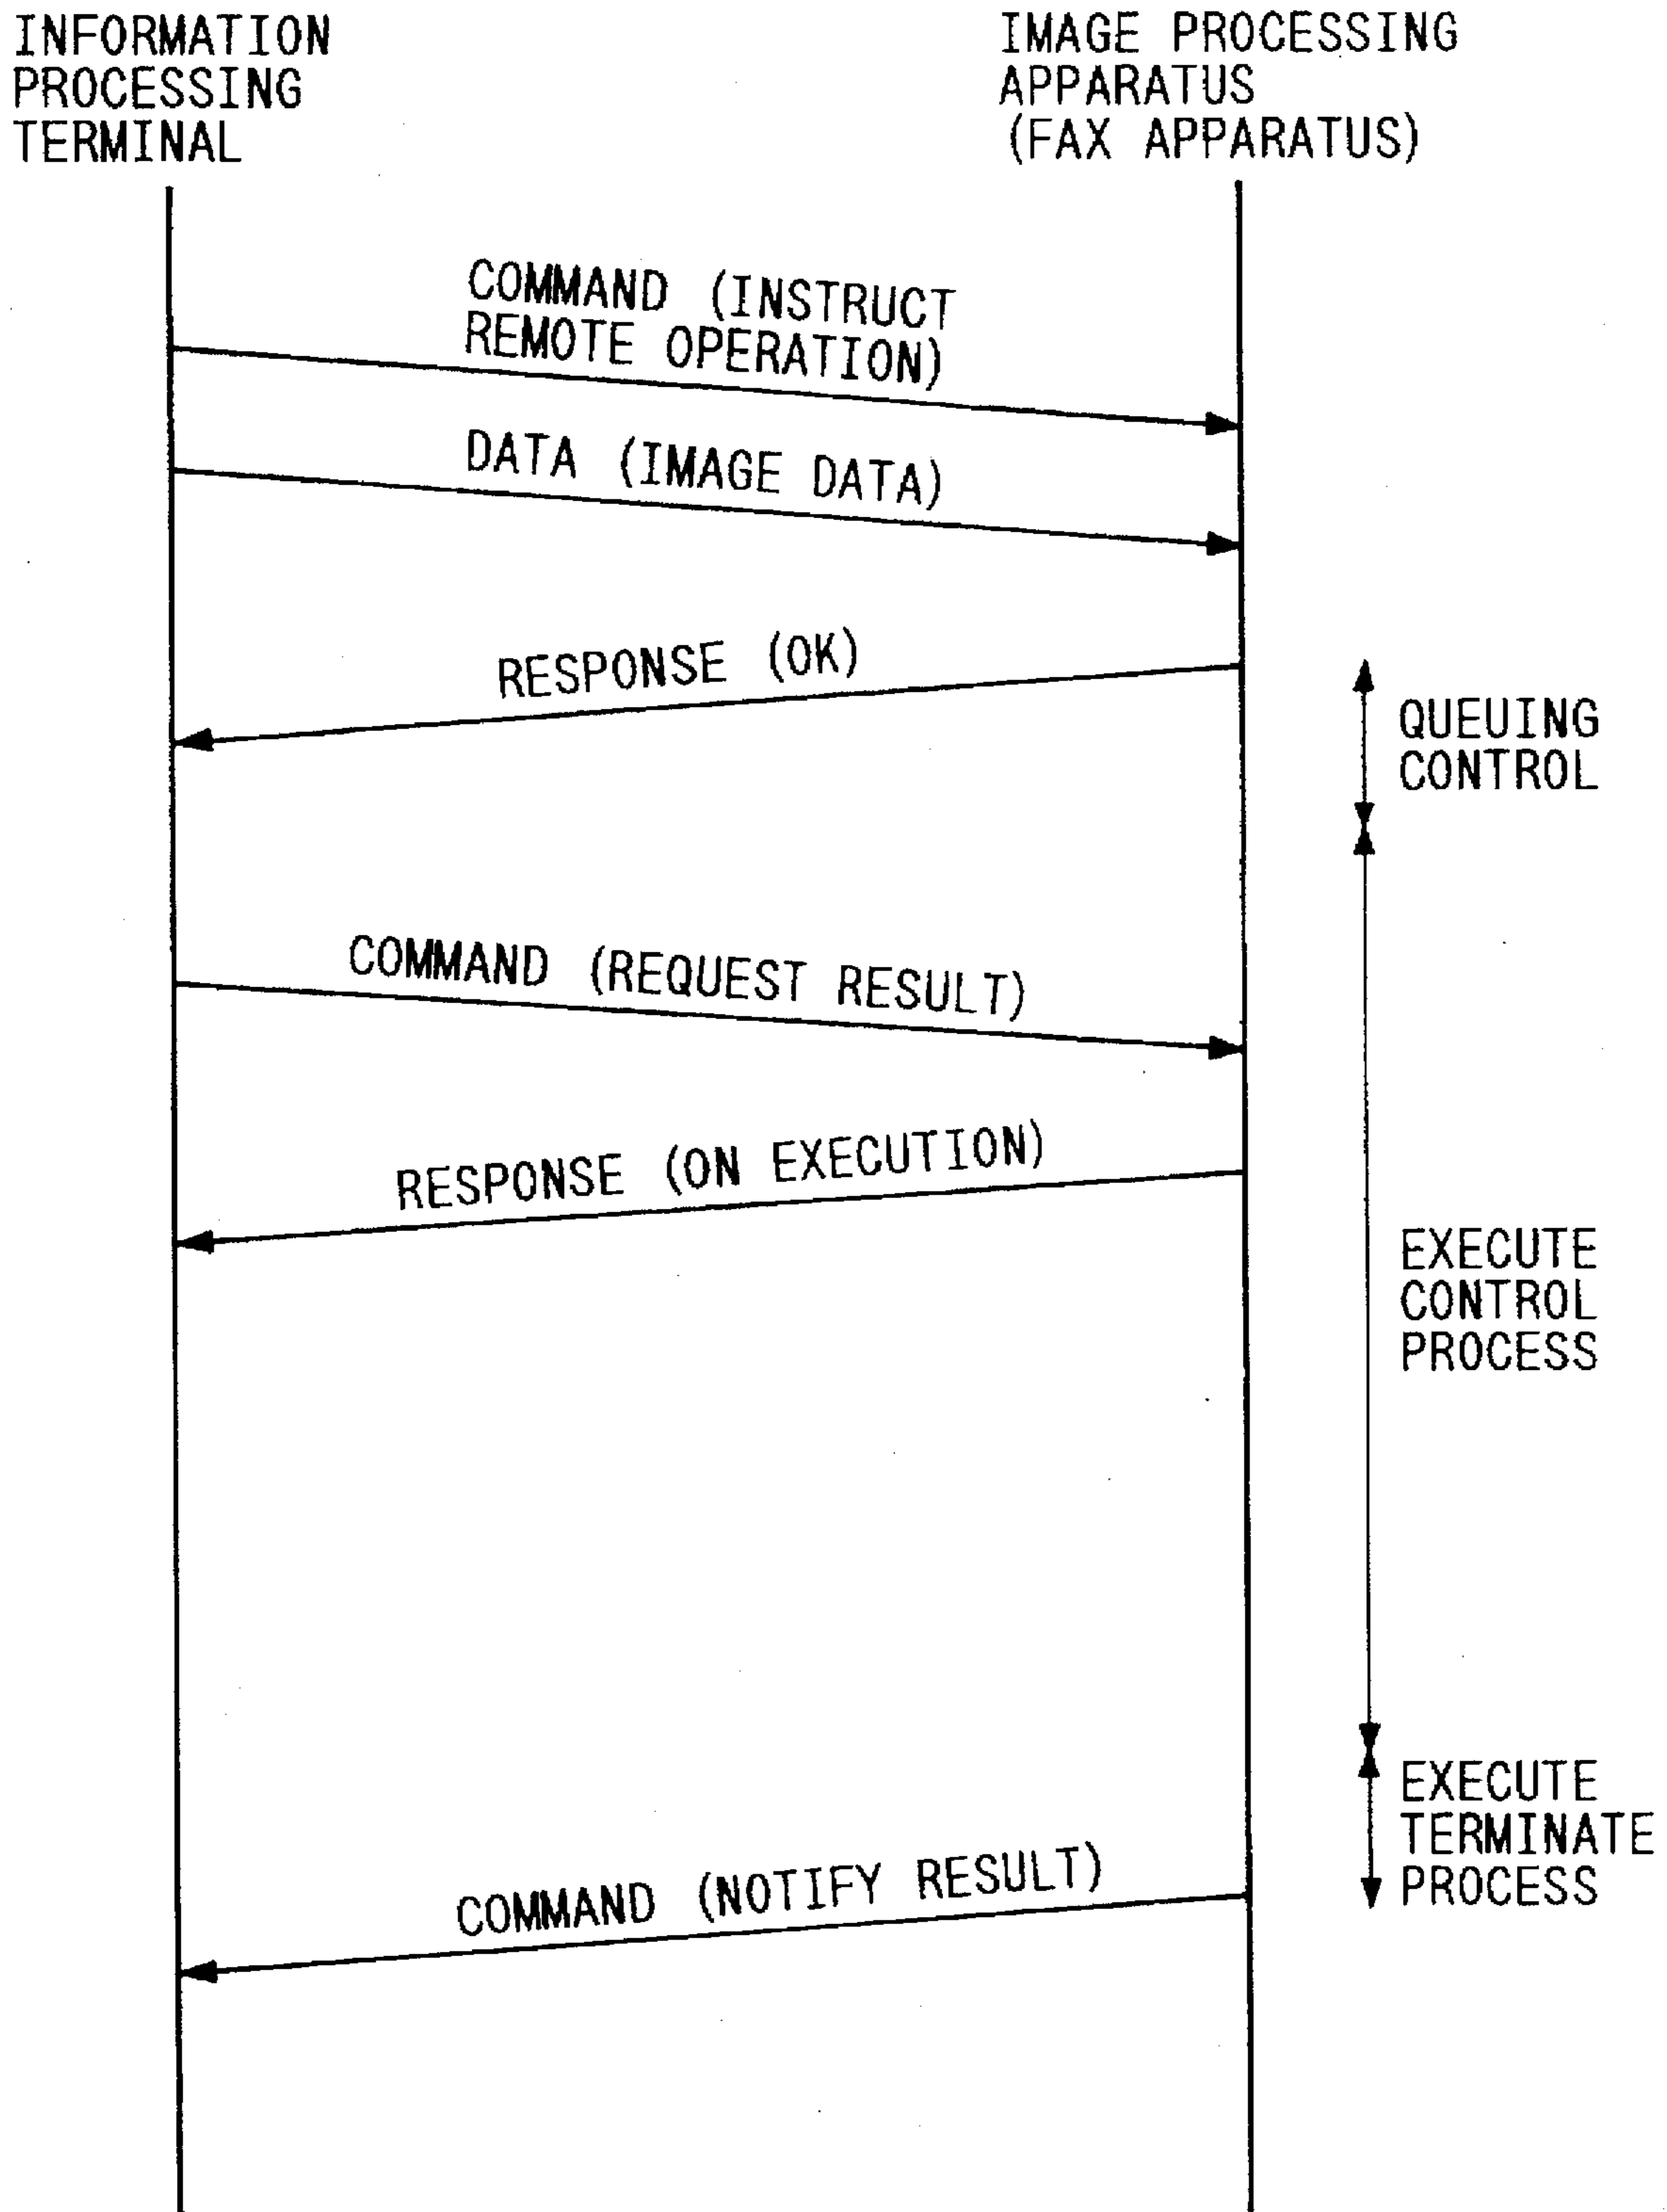 INFORMATION
PROCESSING
TERMINAL
IMAGE PROCESSING
APPARATUS
(FAX APPARATUS)
COMMAND (INSTRUCT
REMOTE OPERATION)
DATA (IMAGE DATA)
RESPONSE (OK)
QUEUING
CONTROL
COMMAND (REQUEST RESULT)
RESPONSE (ON EXECUTION)
EXECUTE
CONTROL
PROCESS
EXECUTE
TERMINATE
PROCESS
COMMAND (NOTIFY RESULT)